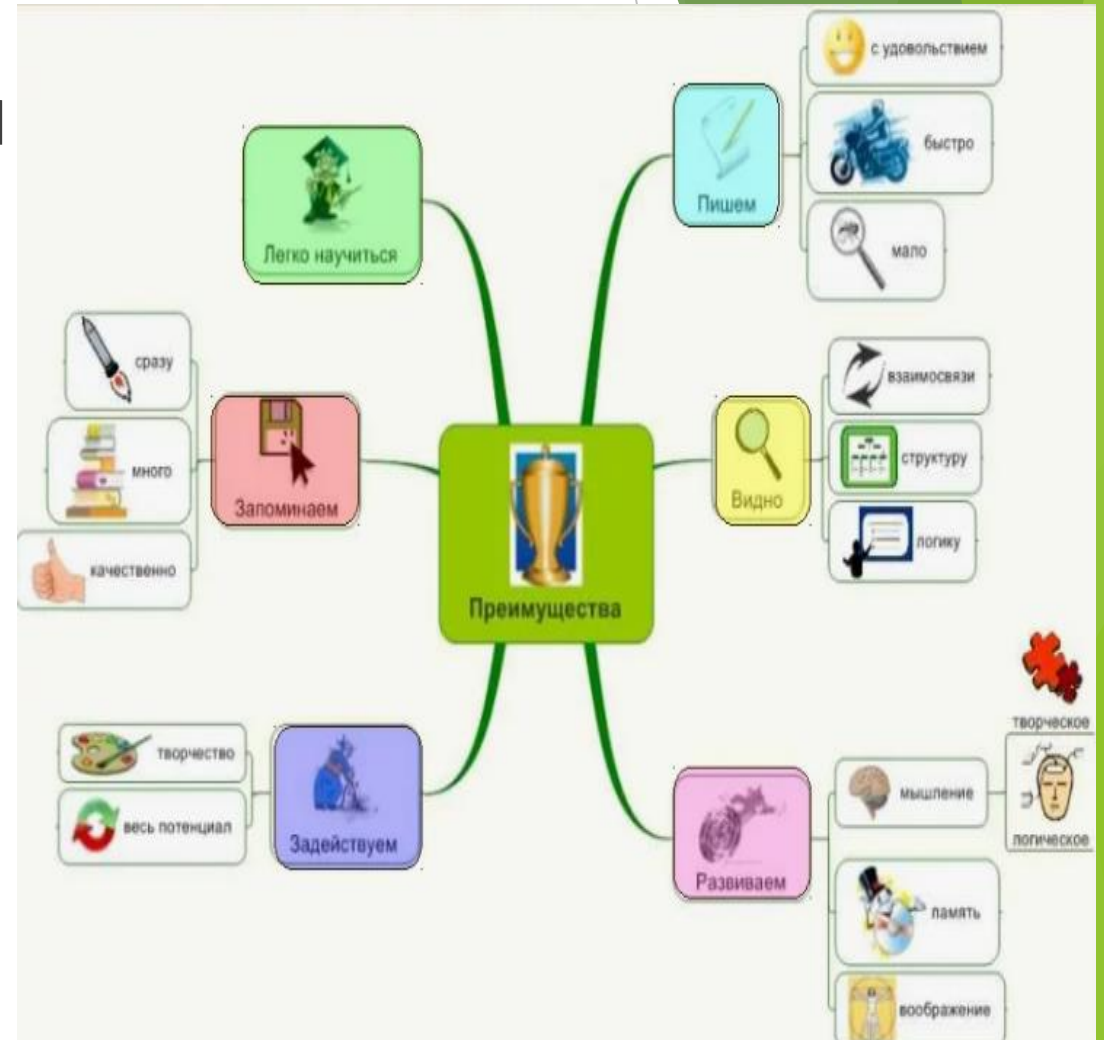 Преимущества
Пишем
с удовольствием
быстро
мало
Видно
взаимосвязи
структуру
логику
Развиваем
мышление
творческое
логическое
память
воображение
Задействуем
творчество
весь потенциал
Запоминаем
сразу
много
качественно
Легко научиться